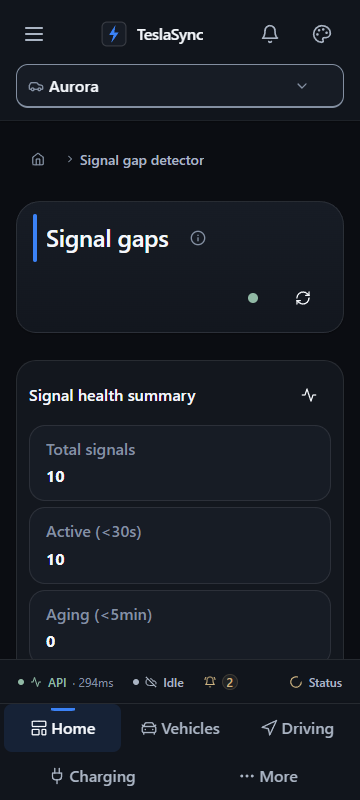 TeslaSync
Aurora
Signal gap detector
Signal gaps
Signal health summary
Total signals
10
Active (<30s)
10
Aging (<5min)
0
API · 294ms
Idle
2
Status
Home
Vehicles
Driving
Charging
More